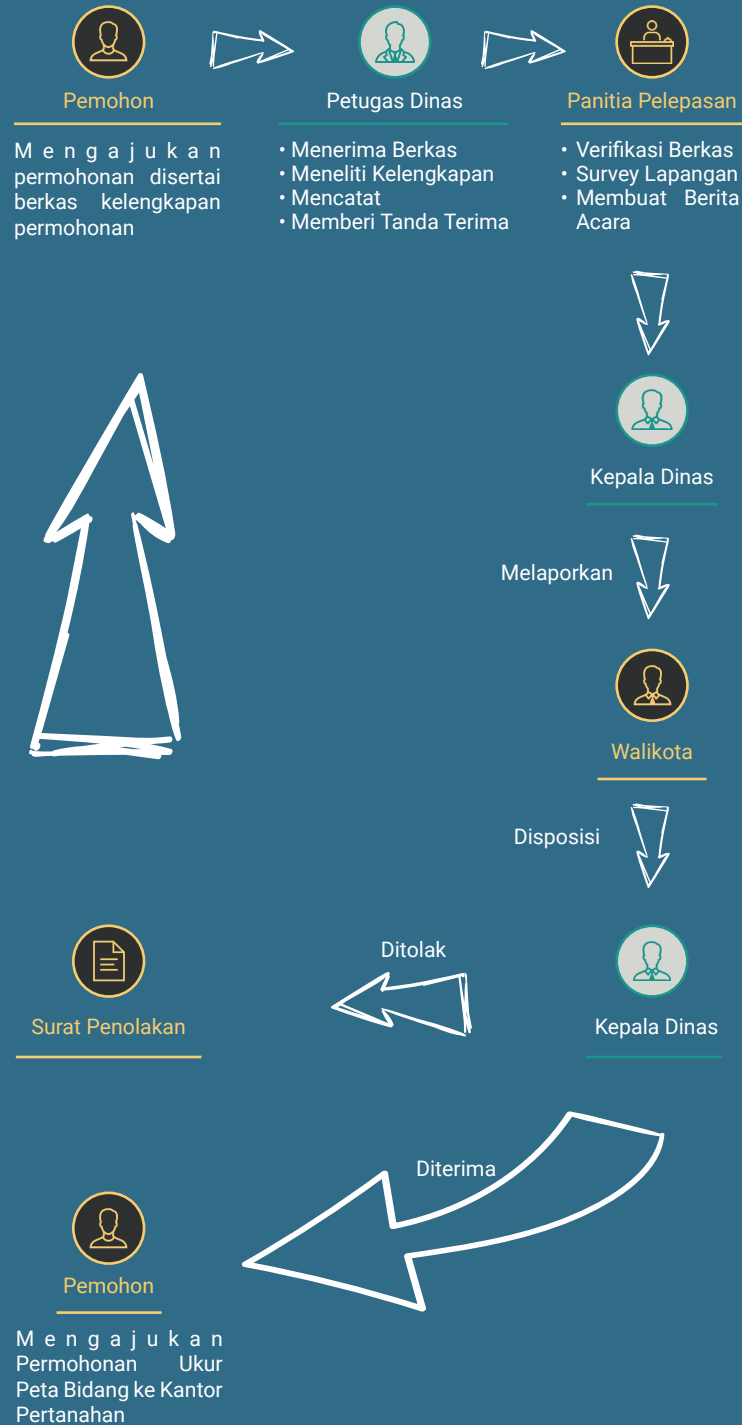 Pemohon
Mengajukan
permohonan disertai
berkas kelengkapan
permohonan
Petugas Dinas
• Menerima Berkas
• Meneliti Kelengkapan
• Mencatat
• Memberi Tanda Terima
Panitia Pelepasan
• Verifikasi Berkas
• Survey Lapangan
• Membuat Berita
Acara
Kepala Dinas
Melaporkan
Walikota
Disposisi
Kepala Dinas
Ditolak
Surat Penolakan
Diterima
Pemohon
Mengajukan
Permohonan Ukur
Peta Bidang ke Kantor
Pertanahan